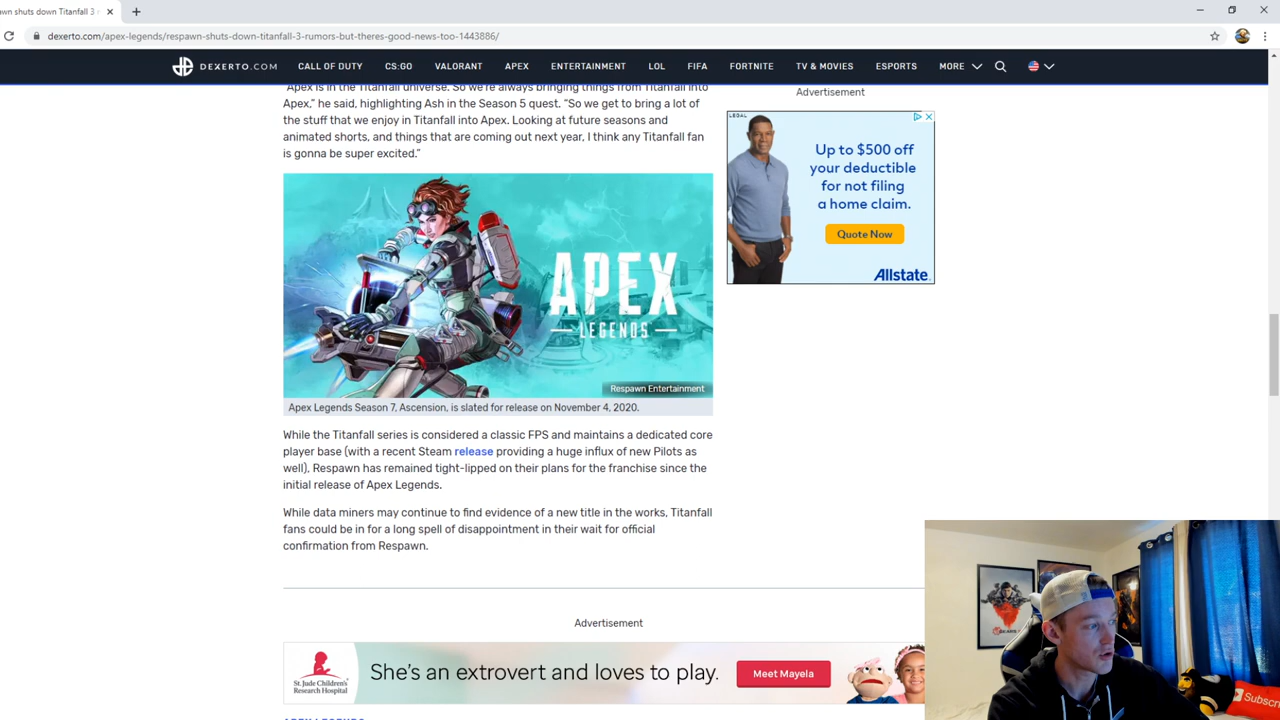 wn shuts down Titanfall 3
dexerto.com/apex-legends/respawn-shuts-down-titanfall-3-rumors-but-theres-good-news-too-1443886/
DEXERTO.COM CALL OF DUTY CS:GO VALORANT APEX ENTERTAINMENT LOL FIFA FORTNITE TV & MOVIES ESPORTS MORE
"Apex is in the Titanfall universe. So we're always bringing things from Titanfall into
Apex," he said, highlighting Ash in the Season 5 quest. "So we get to bring a lot of
the stuff that we enjoy in Titanfall into Apex. Looking at future seasons and
animated shorts, and things that are coming out next year, I think any Titanfall fan
is gonna be super excited."
Advertisement
LEGAL
Up to $500 off
your deductible
for not filing
a home claim.
Quote Now
Allstate
APEX
LEGENDS
Respawn Entertainment
Apex Legends Season 7, Ascension, is slated for release on November 4, 2020.
While the Titanfall series is considered a classic FPS and maintains a dedicated core
player base (with a recent Steam release providing a huge influx of new Pilots as
well), Respawn has remained tight-lipped on their plans for the franchise since the
initial release of Apex Legends.
While data miners may continue to find evidence of a new title in the works, Titanfall
fans could be in for a long spell of disappointment in their wait for official
confirmation from Respawn.
Advertisement
St. Jude Children's
Research Hospital
She's an extrovert and loves to play.
Meet Mayela
APEX LEGENDS
Subsc